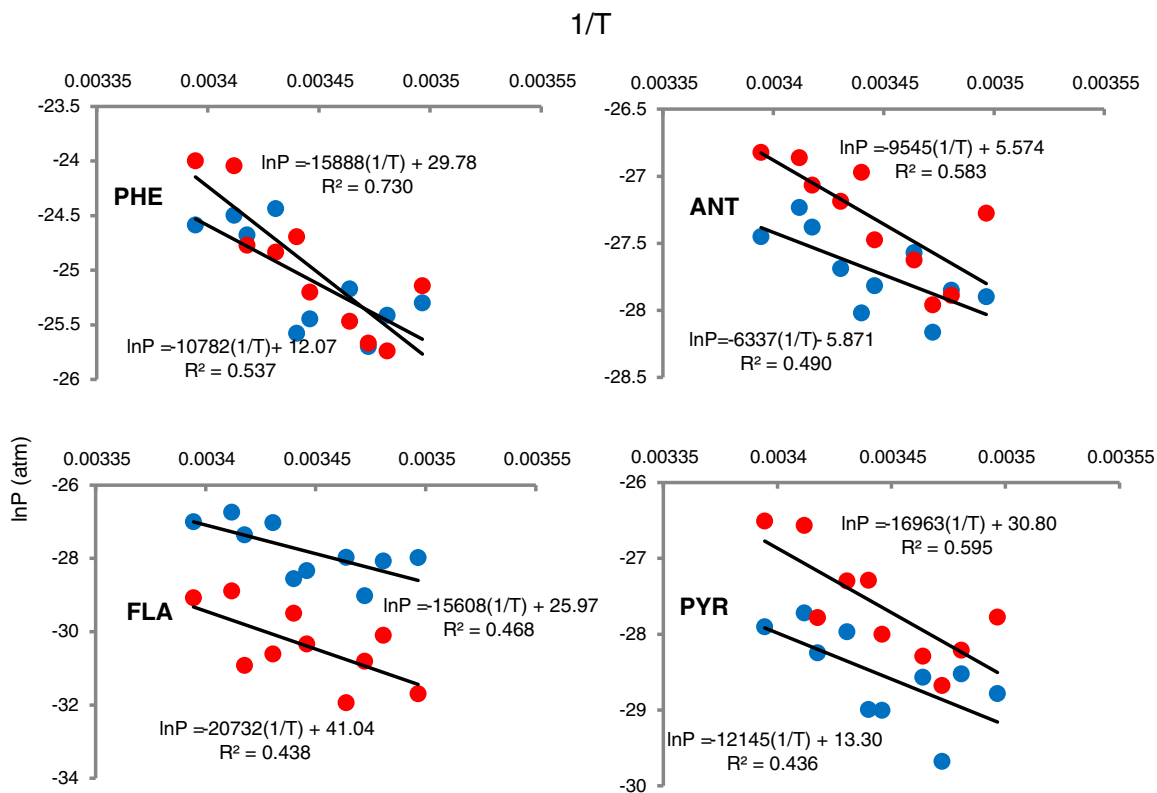 1/T
0.00335 0.0034 0.00345 0.0035 0.00355
-23.5
-24
-24.5
-25
-25.5
-26
PHE
lnP =-15888(1/T) + 29.78
R² = 0.730
lnP=-10782(1/T)+ 12.07
R² = 0.537
0.00335 0.0034 0.00345 0.0035 0.00355
-26.5
-27
-27.5
-28
-28.5
ANT
lnP =-9545(1/T) + 5.574
R² = 0.583
lnP=-6337(1/T)- 5.871
R² = 0.490
lnP (atm)
0.00335 0.0034 0.00345 0.0035 0.00355
-26
-28
-30
-32
-34
FLA
lnP =-15608(1/T) + 25.97
R² = 0.468
lnP =-20732(1/T) + 41.04
R² = 0.438
0.00335 0.0034 0.00345 0.0035 0.00355
-26
-27
-28
-29
-30
PYR
lnP =-16963(1/T) + 30.80
R² = 0.595
lnP =-12145(1/T) + 13.30
R² = 0.436